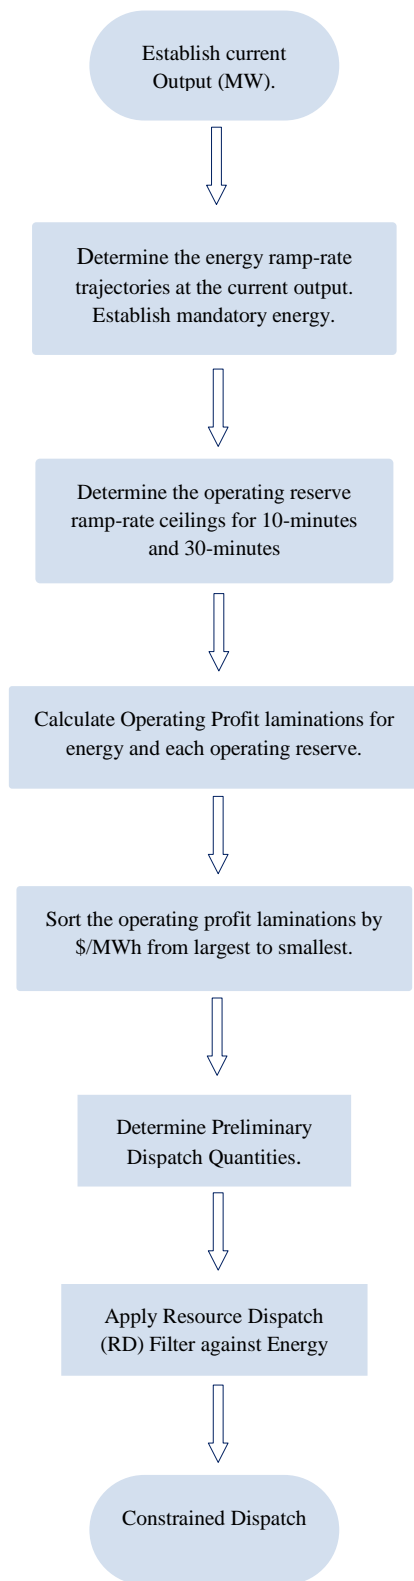 Establish current
Output (MW).
Determine the energy ramp-rate
trajectories at the current output.
Establish mandatory energy.
Determine the operating reserve
ramp-rate ceilings for 10-minutes
and 30-minutes
Calculate Operating Profit laminations for
energy and each operating reserve.
Sort the operating profit laminations by
$/MWh from largest to smallest.
Determine Preliminary
Dispatch Quantities.
Apply Resource Dispatch
(RD) Filter against Energy
Constrained Dispatch